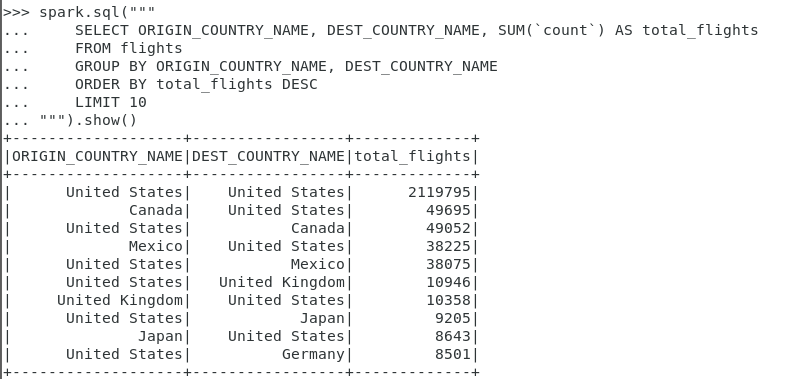 >>> spark.sql("""
...     SELECT ORIGIN_COUNTRY_NAME, DEST_COUNTRY_NAME, SUM(`count`) AS total_flights
...     FROM flights
...     GROUP BY ORIGIN_COUNTRY_NAME, DEST_COUNTRY_NAME
...     ORDER BY total_flights DESC
...     LIMIT 10
... """).show()
+-------------------+-----------------+-------------+
|ORIGIN_COUNTRY_NAME|DEST_COUNTRY_NAME|total_flights|
+-------------------+-----------------+-------------+
|      United States|    United States|      2119795|
|             Canada|    United States|        49695|
|      United States|           Canada|        49052|
|             Mexico|    United States|        38225|
|      United States|           Mexico|        38075|
|      United States|   United Kingdom|        10946|
|     United Kingdom|    United States|        10358|
|      United States|            Japan|         9205|
|              Japan|    United States|         8643|
|      United States|          Germany|         8501|
+-------------------+-----------------+-------------+